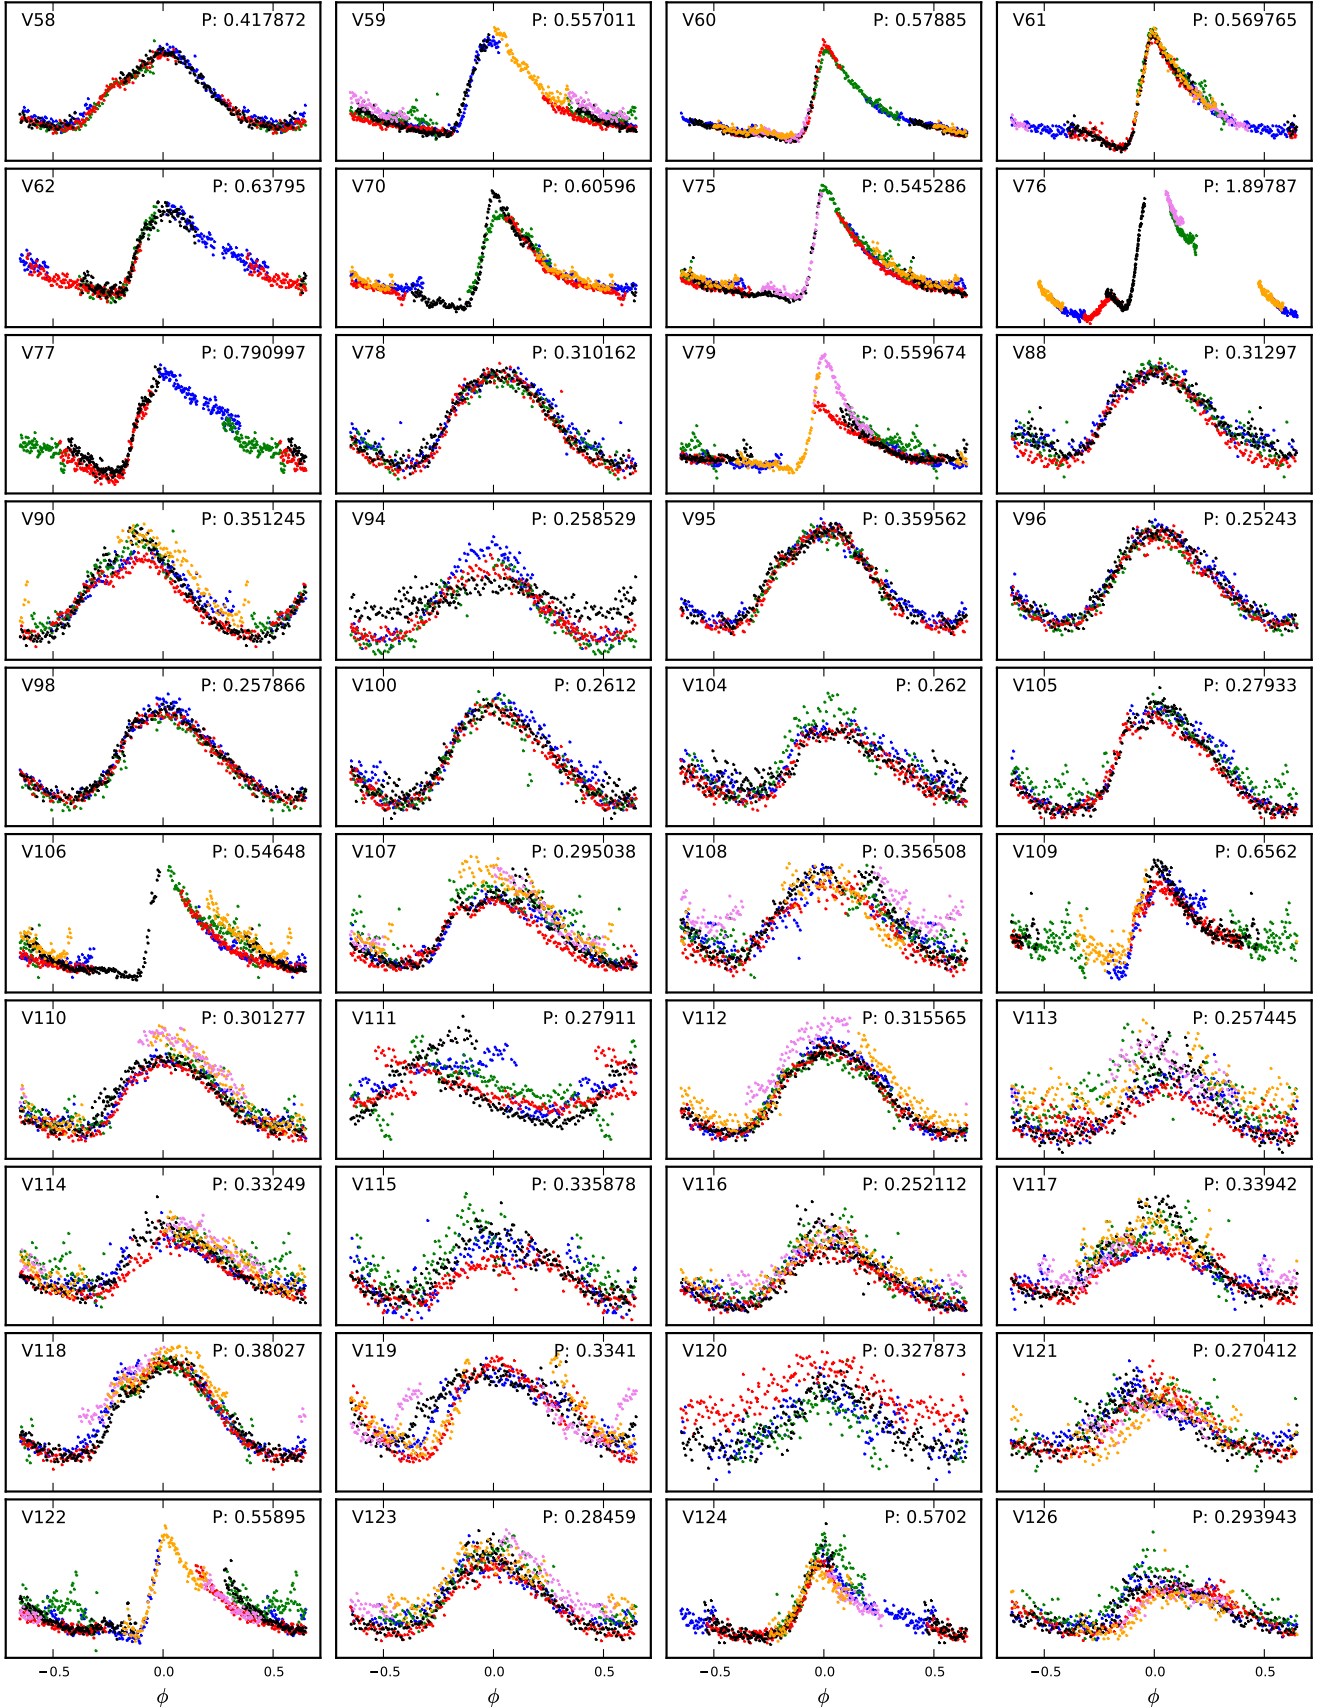 V58 P: 0.417872 V59 P: 0.557011 V60 P: 0.57885 V61 P: 0.569765
V62 P: 0.63795 V70 P: 0.60596 V75 P: 0.545286 V76 P: 1.89787
V77 P: 0.790997 V78 P: 0.310162 V79 P: 0.559674 V88 P: 0.31297
V90 P: 0.351245 V94 P: 0.258529 V95 P: 0.359562 V96 P: 0.25243
V98 P: 0.257866 V100 P: 0.2612 V104 P: 0.262 V105 P: 0.27933
V106 P: 0.54648 V107 P: 0.295038 V108 P: 0.356508 V109 P: 0.6562
V110 P: 0.301277 V111 P: 0.27911 V112 P: 0.315565 V113 P: 0.257445
V114 P: 0.33249 V115 P: 0.335878 V116 P: 0.252112 V117 P: 0.33942
V118 P: 0.38027 V119 P: 0.3341 V120 P: 0.327873 V121 P: 0.270412
V122 P: 0.55895 V123 P: 0.28459 V124 P: 0.5702 V126 P: 0.293943
−0.5 0.0 0.5 −0.5 0.0 0.5 −0.5 0.0 0.5 −0.5 0.0 0.5
ϕ ϕ ϕ ϕ